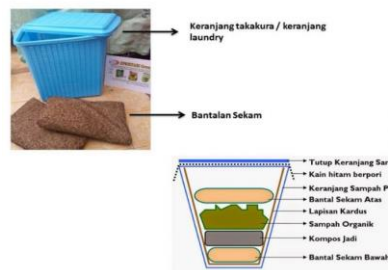 Keranjang takakura / keranjang
laundry
Bantalan Sekam
Tutup Keranjang
Kain hitam berpori
Keranjang Sampah
Bantal Sekam Atas
Lapisan Kardus
Sampah Organik
Kompos Jadi
Bantal Sekam Bawah